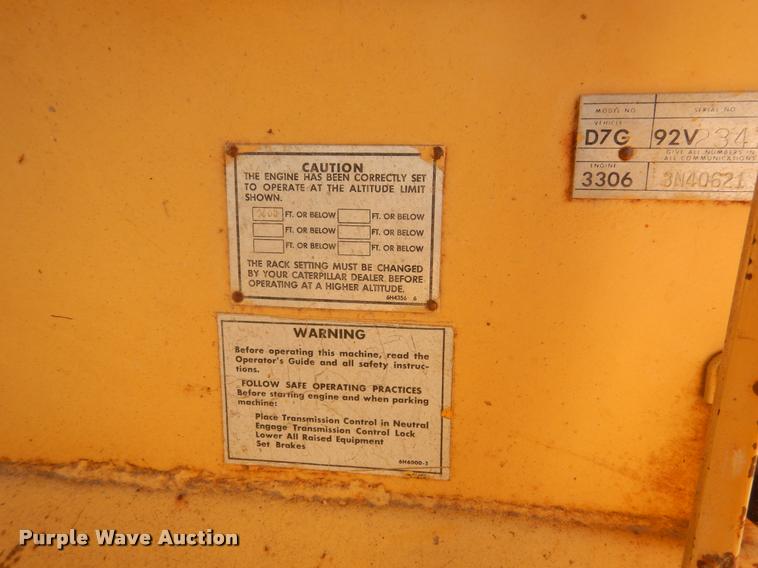 MODEL NO.
SERIAL NO.
VEHICLE
D7G
92V 234
GIVE ALL NUMBERS IN
ALL COMMUNICATIONS
ENGINE
3306
3N40621
CAUTION
THE ENGINE HAS BEEN CORRECTLY SET
TO OPERATE AT THE ALTITUDE LIMIT
SHOWN.
FT. OR BELOW FT. OR BELOW
FT. OR BELOW FT. OR BELOW
FT. OR BELOW FT. OR BELOW
THE RACK SETTING MUST BE CHANGED
BY YOUR CATERPILLAR DEALER BEFORE
OPERATING AT A HIGHER ALTITUDE.
6H4356 6
WARNING
Before operating this machine, read the
Operator's Guide and all safety instruc-
tions.
FOLLOW SAFE OPERATING PRACTICES
Before starting engine and when parking
machine:
Place Transmission Control in Neutral
Engage Transmission Control Lock
Lower All Raised Equipment
Set Brakes
6H6000-3
Purple Wave Auction